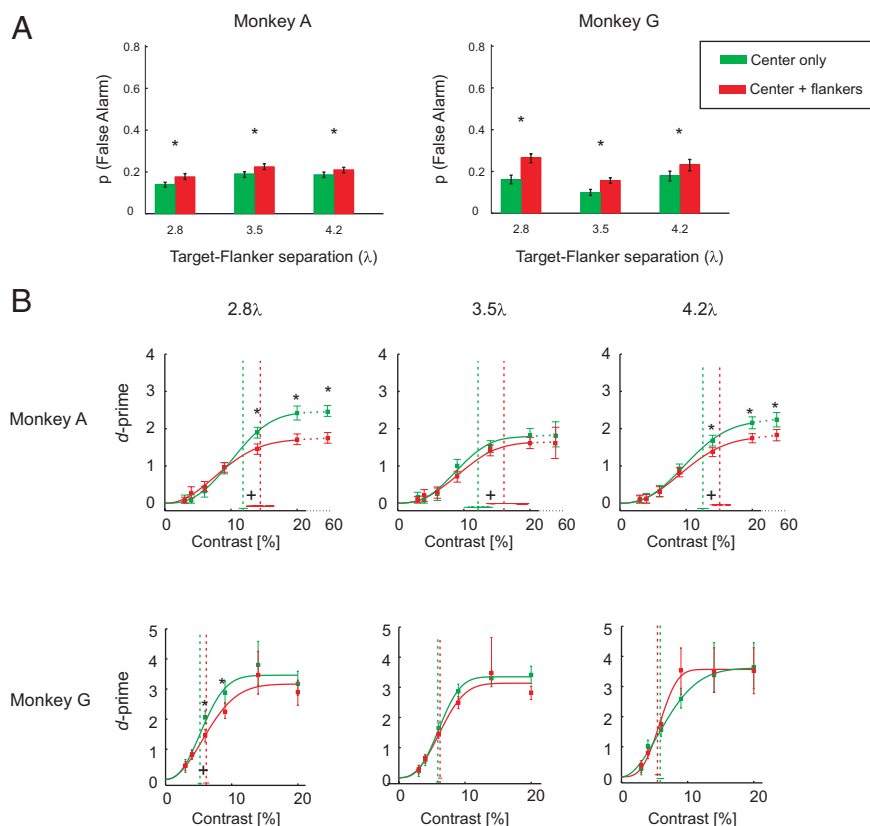 A
Monkey A
Monkey G
Center only
Center + flankers
p (False Alarm)
0.8
0.6
0.4
0.2
0
*
*
*
2.8
3.5
4.2
Target-Flanker separation (λ)
p (False Alarm)
0.8
0.6
0.4
0.2
0
*
*
*
2.8
3.5
4.2
Target-Flanker separation (λ)
B
2.8λ
3.5λ
4.2λ
Monkey A
d-prime
4
3
2
1
0
* * *
+
0 10 20 60
Contrast [%]
4
3
2
1
0
+
0 10 20 60
Contrast [%]
4
3
2
1
0
* * *
+
0 10 20 60
Contrast [%]
Monkey G
d-prime
5
4
3
2
1
0
* *
+
0 10 20
Contrast [%]
5
4
3
2
1
0
0 10 20
Contrast [%]
5
4
3
2
1
0
0 10 20
Contrast [%]